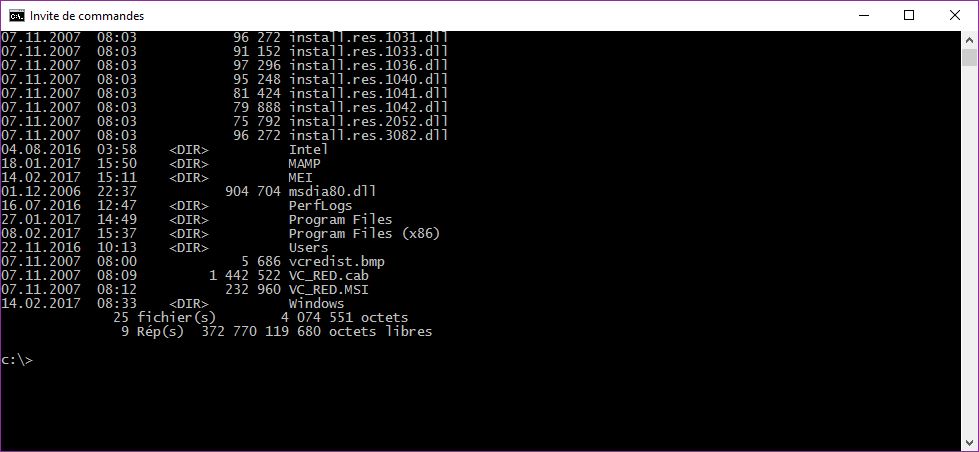 Invite de commandes
07.11.2007  08:03            96 272 install.res.1031.dll
07.11.2007  08:03            91 152 install.res.1033.dll
07.11.2007  08:03            97 296 install.res.1036.dll
07.11.2007  08:03            95 248 install.res.1040.dll
07.11.2007  08:03            81 424 install.res.1041.dll
07.11.2007  08:03            79 888 install.res.1042.dll
07.11.2007  08:03            75 792 install.res.2052.dll
07.11.2007  08:03            96 272 install.res.3082.dll
04.08.2016  03:58    <DIR>          Intel
18.01.2017  15:50    <DIR>          MAMP
14.02.2017  15:11    <DIR>          MEI
01.12.2006  22:37           904 704 msdia80.dll
16.07.2016  12:47    <DIR>          PerfLogs
27.01.2017  14:49    <DIR>          Program Files
08.02.2017  15:37    <DIR>          Program Files (x86)
22.11.2016  10:13    <DIR>          Users
07.11.2007  08:00             5 686 vcredist.bmp
07.11.2007  08:09         1 442 522 VC_RED.cab
07.11.2007  08:12           232 960 VC_RED.MSI
14.02.2017  08:33    <DIR>          Windows
              25 fichier(s)        4 074 551 octets
               9 Rép(s)  372 770 119 680 octets libres
c:\>